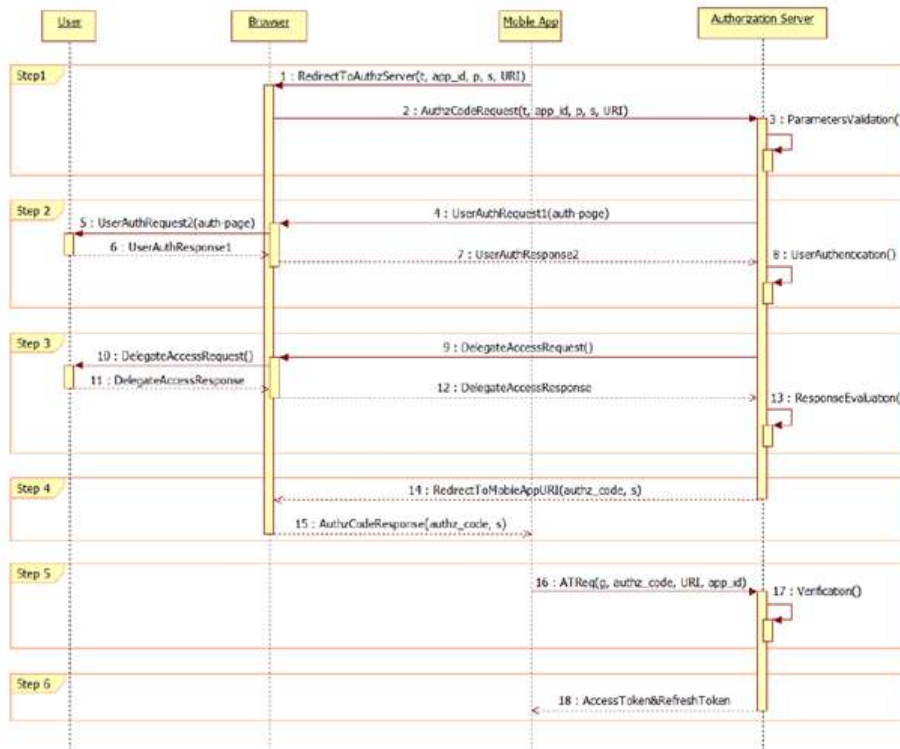 User
Browser
Mobile App
Authorization Server
Step1
1 : RedirectToAuthzServer(t, app_id, p, s, URI)
2 : AuthzCodeRequest(t, app_id, p, s, URI)
3 : ParametersValidation()
Step 2
4 : UserAuthRequest1(auth-page)
5 : UserAuthRequest2(auth-page)
6 : UserAuthResponse1
7 : UserAuthResponse2
8 : UserAuthentication()
Step 3
9 : DelegateAccessRequest()
10 : DelegateAccessRequest()
11 : DelegateAccessResponse
12 : DelegateAccessResponse
13 : ResponseEvaluation()
Step 4
14 : RedirectToMobileAppURI(authz_code, s)
15 : AuthzCodeResponse(authz_code, s)
Step 5
16 : ATReq(g, authz_code, URI, app_id)
17 : Verification()
Step 6
18 : AccessToken&RefreshToken